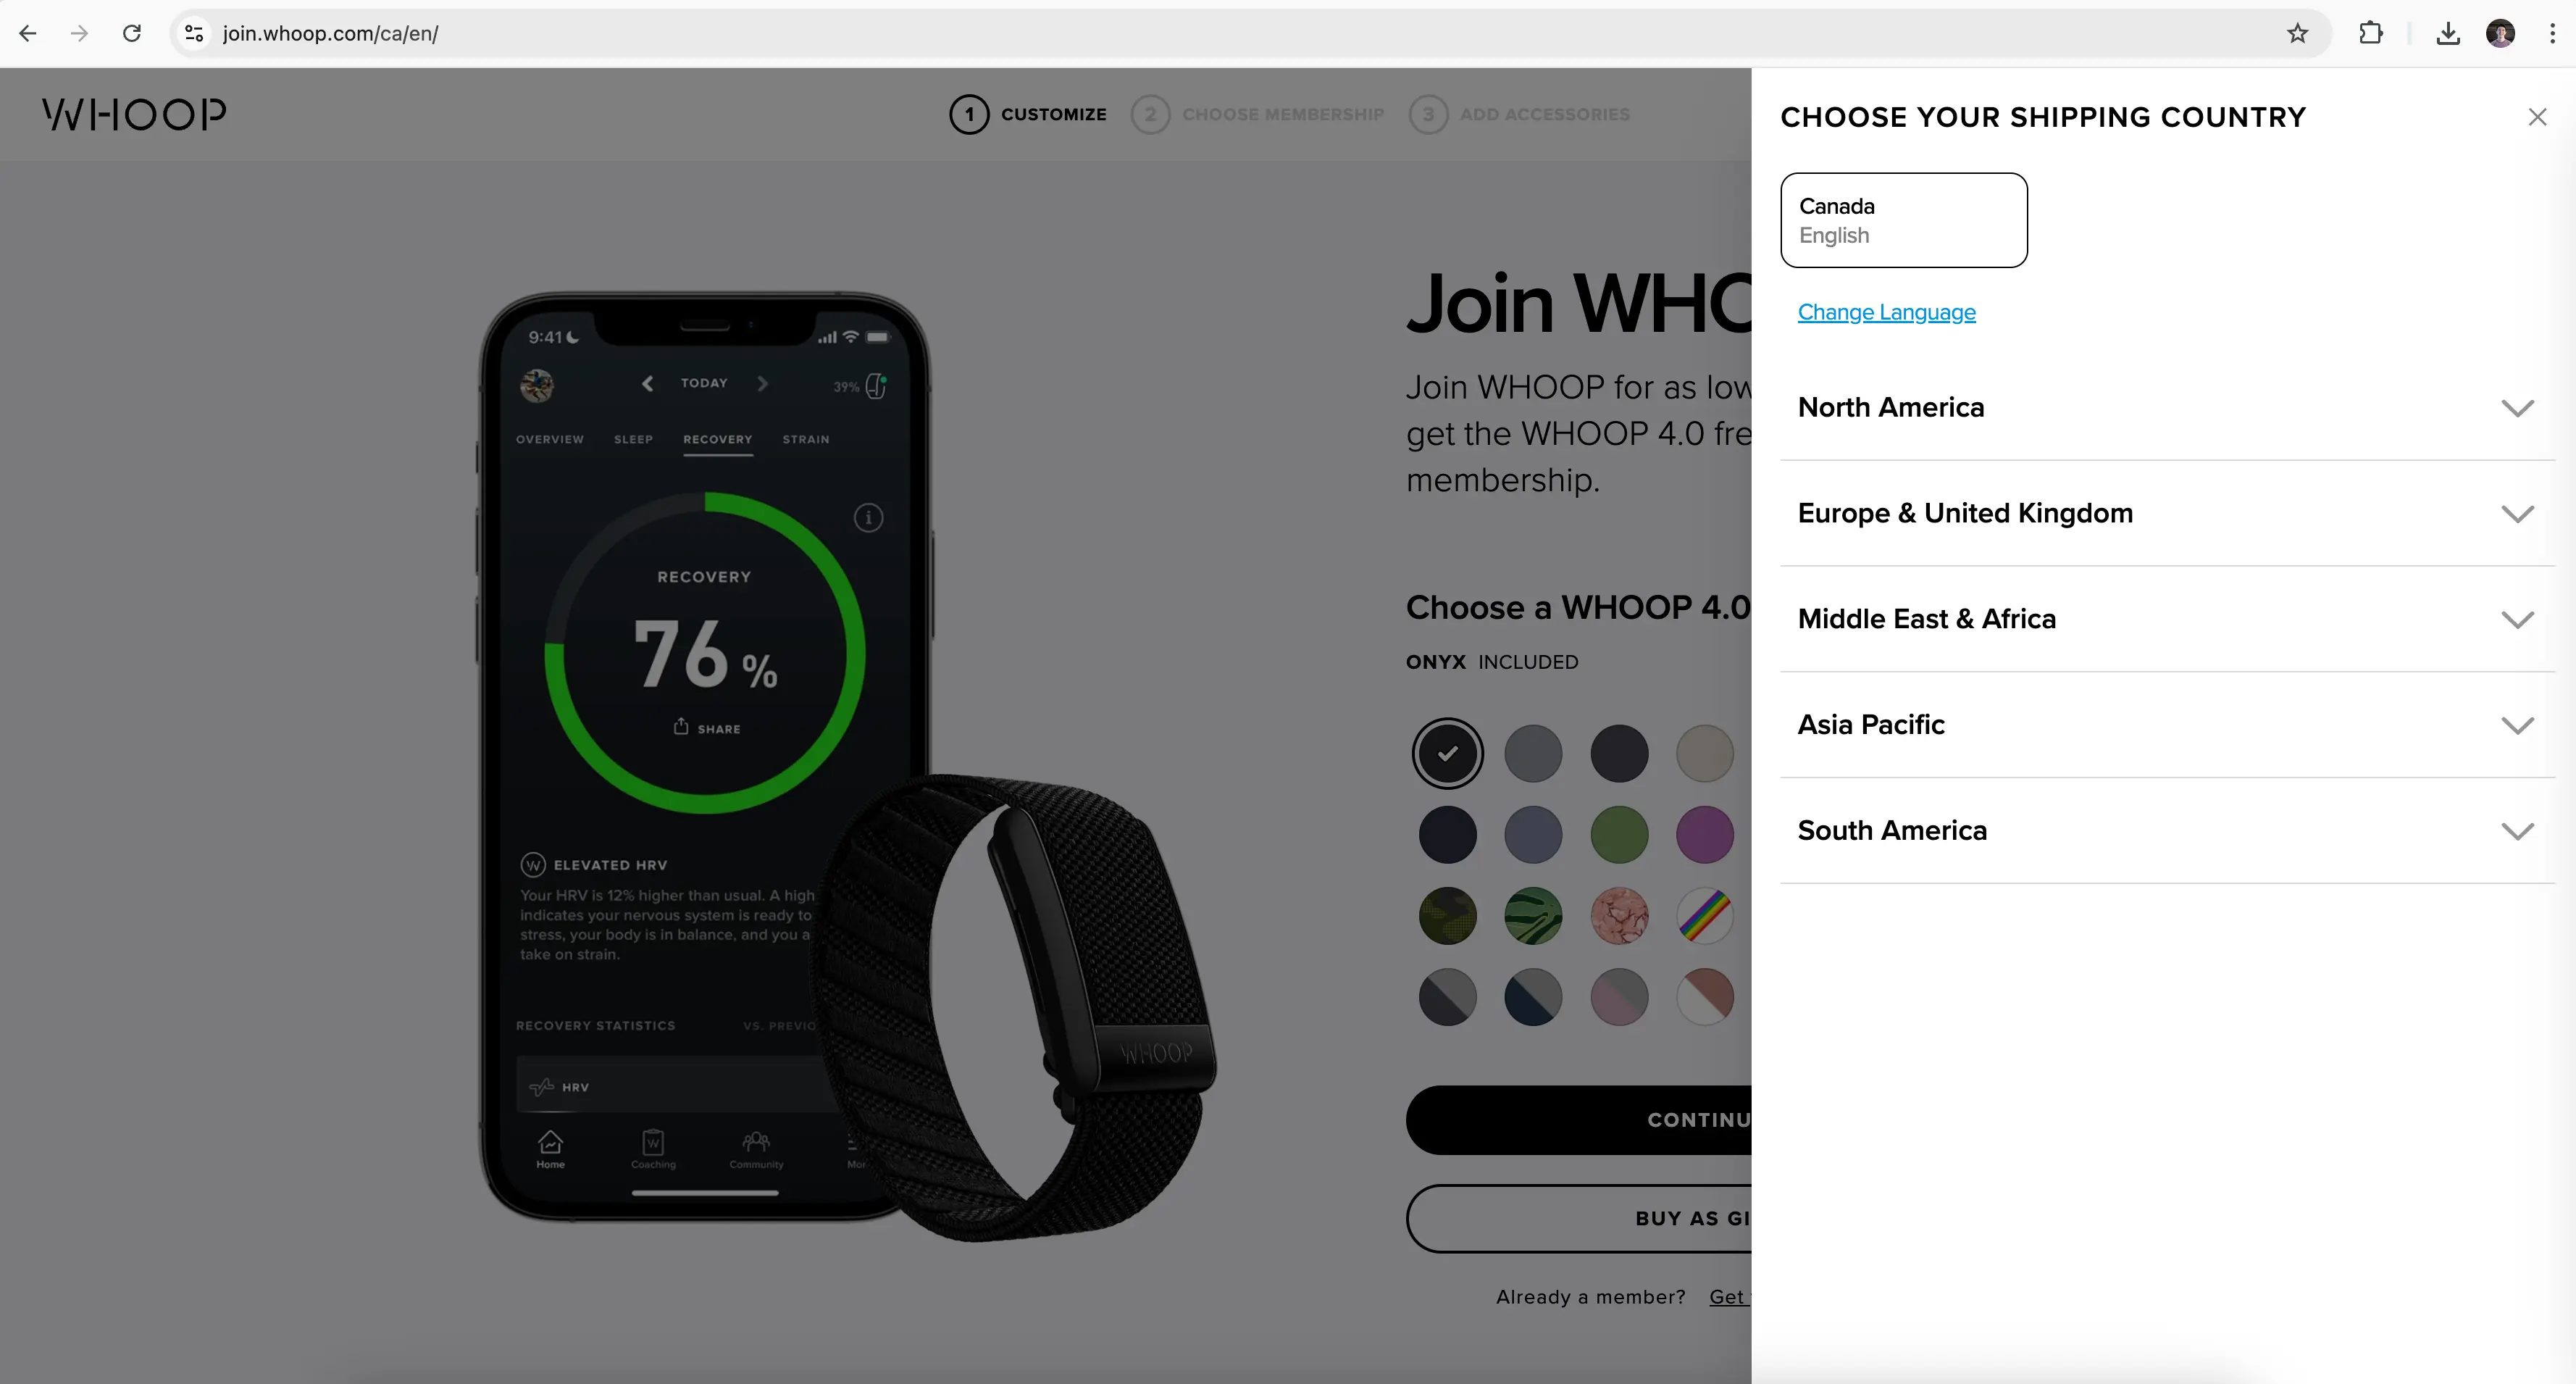 join.whoop.com/ca/en/
WHOOP
1 CUSTOMIZE 2 CHOOSE MEMBERSHIP 3 ADD ACCESSORIES
9:41
TODAY
39%
OVERVIEW SLEEP RECOVERY STRAIN
RECOVERY
76 %
SHARE
ELEVATED HRV
Your HRV is 12% higher than usual. A high
indicates your nervous system is ready to
stress, your body is in balance, and you a
take on strain.
RECOVERY STATISTICS VS. PREVIO
HRV
Home Coaching Community Mor
WHOOP
Join WHO
Join WHOOP for as low
get the WHOOP 4.0 fre
membership.
Choose a WHOOP 4.0
ONYX INCLUDED
CONTINU
BUY AS GI
Already a member? Get
CHOOSE YOUR SHIPPING COUNTRY
Canada
English
Change Language
North America
Europe & United Kingdom
Middle East & Africa
Asia Pacific
South America